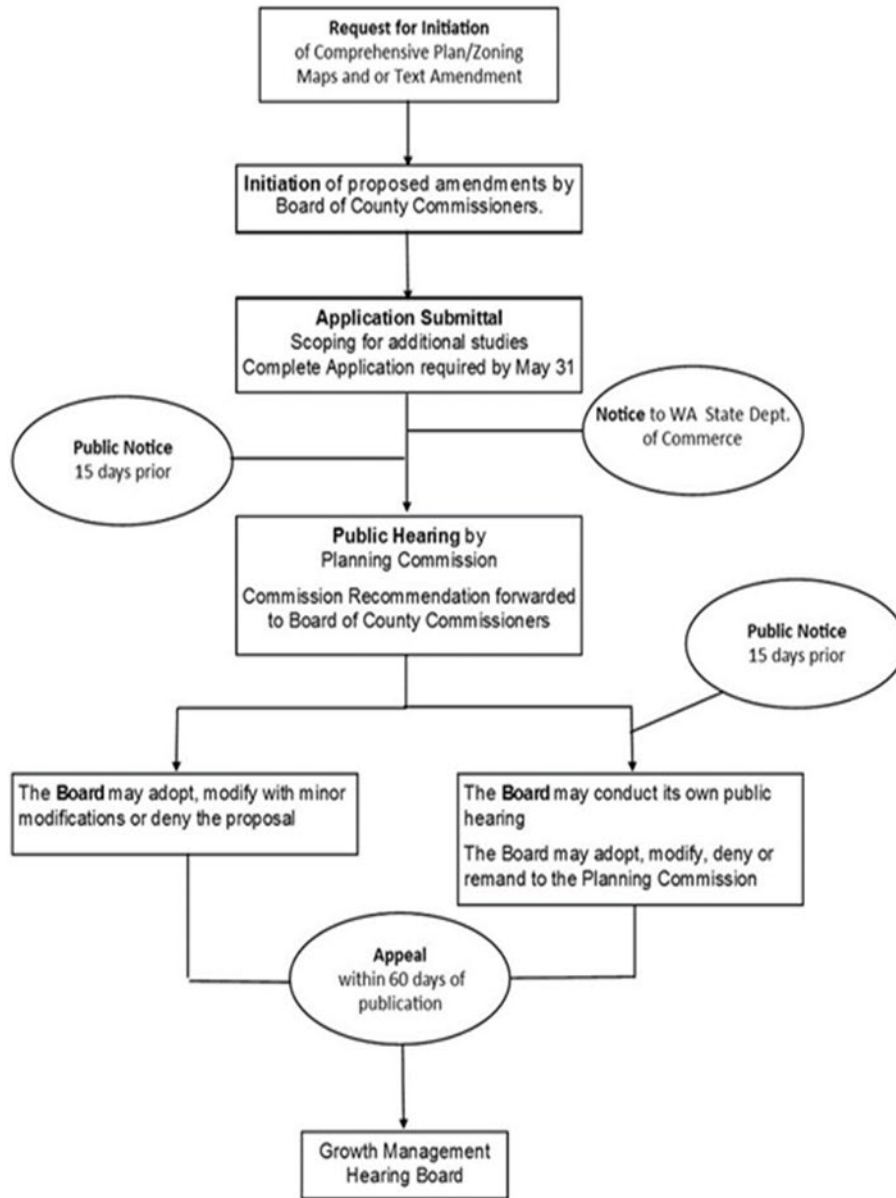 Request for Initiation
of Comprehensive Plan/Zoning
Maps and or Text Amendment
Initiation of proposed amendments by
Board of County Commissioners.
Application Submittal
Scoping for additional studies
Complete Application required by May 31
Public Notice
15 days prior
Notice to WA State Dept.
of Commerce
Public Hearing by
Planning Commission
Commission Recommendation forwarded
to Board of County Commissioners
Public Notice
15 days prior
The Board may adopt, modify with minor
modifications or deny the proposal
The Board may conduct its own public
hearing
The Board may adopt, modify, deny or
remand to the Planning Commission
Appeal
within 60 days of
publication
Growth Management
Hearing Board